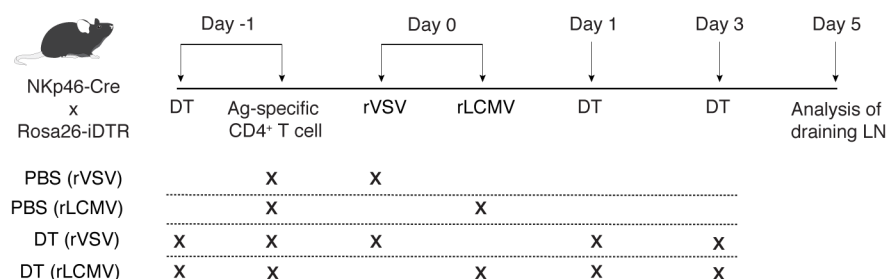 Day -1 Day 0 Day 1 Day 3 Day 5
NKp46-Cre
x
Rosa26-iDTR
DT Ag-specific rVSV rLCMV DT DT Analysis of
CD4⁺ T cell draining LN
PBS (rVSV) X X
PBS (rLCMV) X X
DT (rVSV) X X X X X
DT (rLCMV) X X X X X